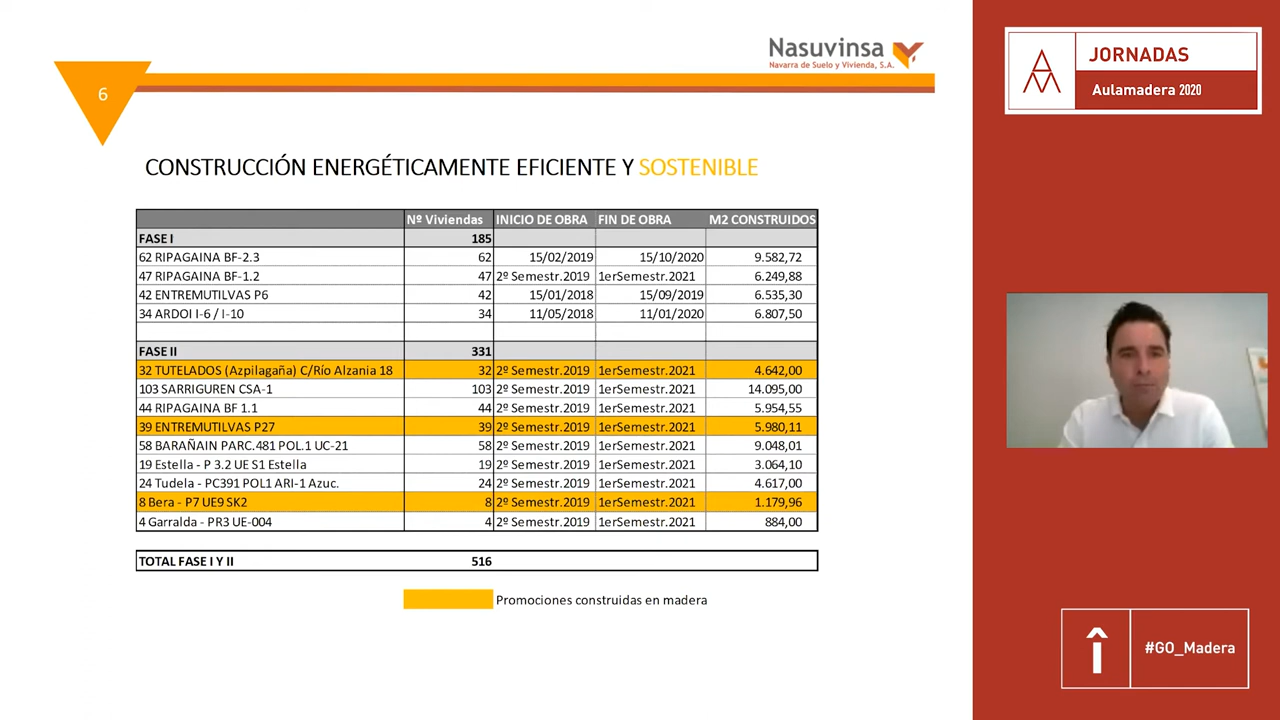 Nasuvinsa
Navarra de Suelo y Vivienda, S.A.
6
CONSTRUCCIÓN ENERGÉTICAMENTE EFICIENTE Y SOSTENIBLE
Nº Viviendas INICIO DE OBRA FIN DE OBRA M2 CONSTRUIDOS
FASE I 185
62 RIPAGAINA BF-2.3 62 15/02/2019 15/10/2020 9.582,72
47 RIPAGAINA BF-1.2 47 2º Semestr.2019 1erSemestr.2021 6.249,88
42 ENTREMUTILVAS P6 42 15/01/2018 15/09/2019 6.535,30
34 ARDOI I-6 / I-10 34 11/05/2018 11/01/2020 6.807,50
FASE II 331
32 TUTELADOS (Azpilagaña) C/Río Alzania 18 32 2º Semestr.2019 1erSemestr.2021 4.642,00
103 SARRIGUREN CSA-1 103 2º Semestr.2019 1erSemestr.2021 14.095,00
44 RIPAGAINA BF 1.1 44 2º Semestr.2019 1erSemestr.2021 5.954,55
39 ENTREMUTILVAS P27 39 2º Semestr.2019 1erSemestr.2021 5.980,11
58 BARAÑAIN PARC.481 POL.1 UC-21 58 2º Semestr.2019 1erSemestr.2021 9.048,01
19 Estella - P 3.2 UE S1 Estella 19 2º Semestr.2019 1erSemestr.2021 3.064,10
24 Tudela - PC391 POL1 ARI-1 Azuc. 24 2º Semestr.2019 1erSemestr.2021 4.617,00
8 Bera - P7 UE9 SK2 8 2º Semestr.2019 1erSemestr.2021 1.179,96
4 Garralda - PR3 UE-004 4 2º Semestr.2019 1erSemestr.2021 884,00
TOTAL FASE I Y II 516
Promociones construidas en madera
JORNADAS
Aulamadera 2020
#GO_Madera